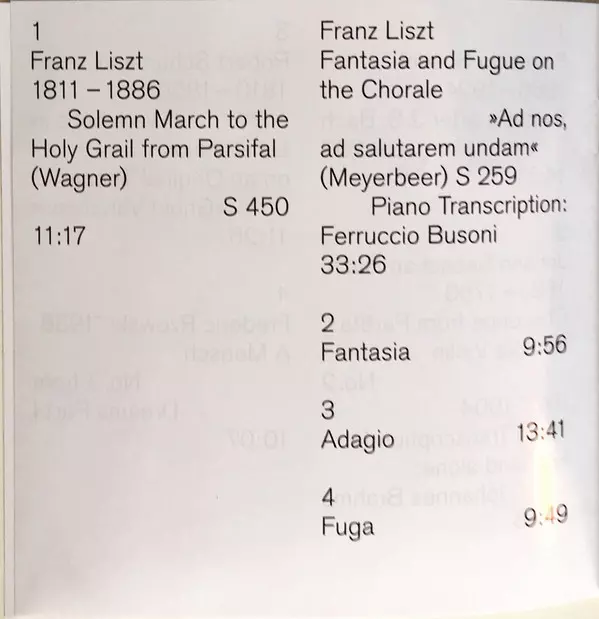 1
Franz Liszt
1811 – 1886
Solemn March to the
Holy Grail from Parsifal
(Wagner)
S 450
11:17
Franz Liszt
Fantasia and Fugue on
the Chorale
»Ad nos,
ad salutarem undam«
(Meyerbeer) S 259
Piano Transcription:
Ferruccio Busoni
33:26
2
Fantasia 9:56
3
Adagio 13:41
4
Fuga 9:49